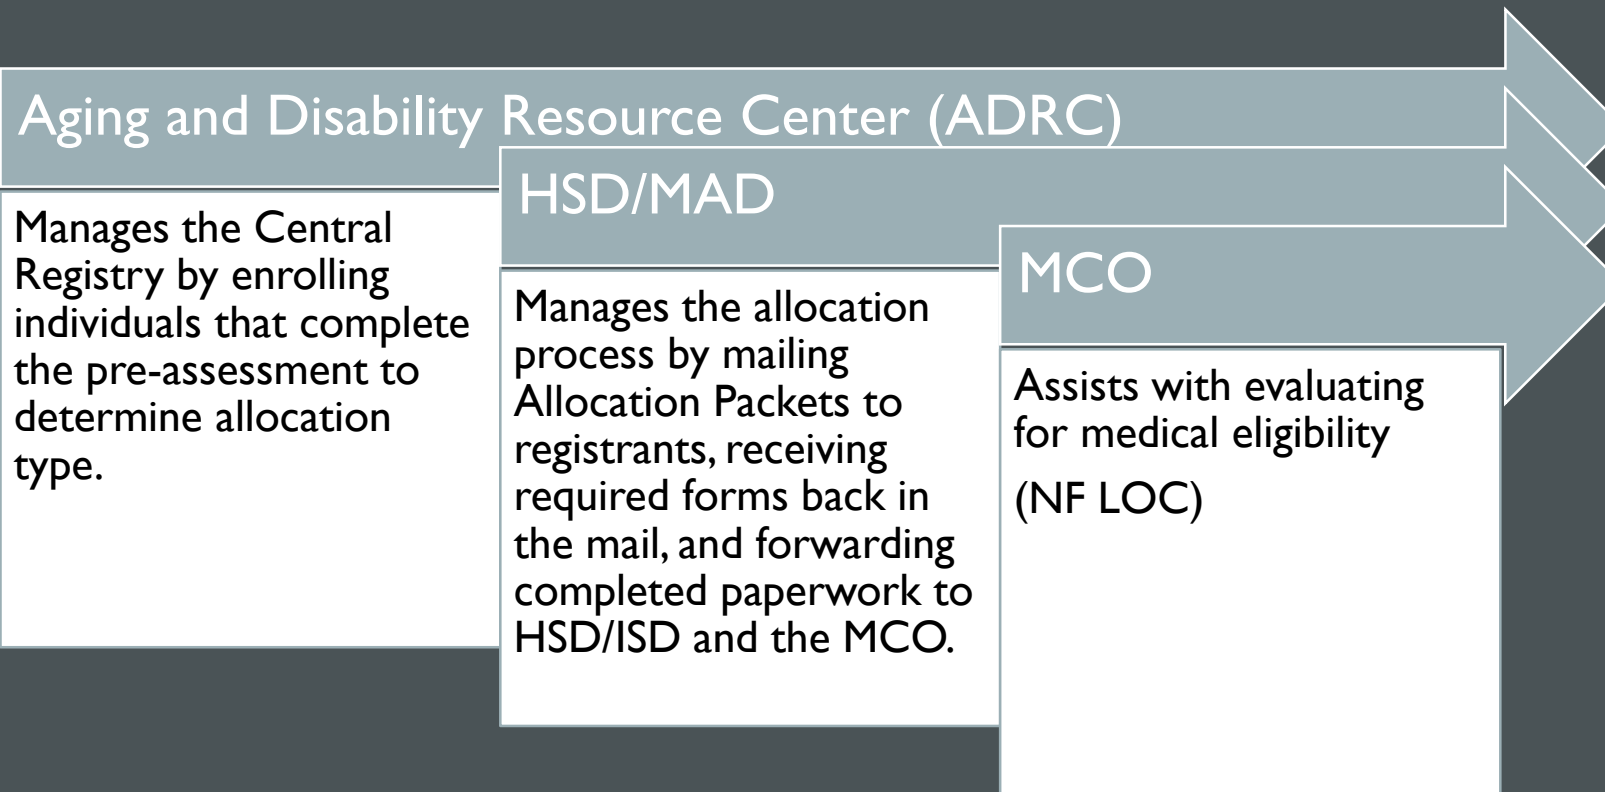 Aging and Disability Resource Center (ADRC)
Manages the Central
Registry by enrolling
individuals that complete
the pre-assessment to
determine allocation
type.
HSD/MAD
Manages the allocation
process by mailing
Allocation Packets to
registrants, receiving
required forms back in
the mail, and forwarding
completed paperwork to
HSD/ISD and the MCO.
MCO
Assists with evaluating
for medical eligibility
(NF LOC)